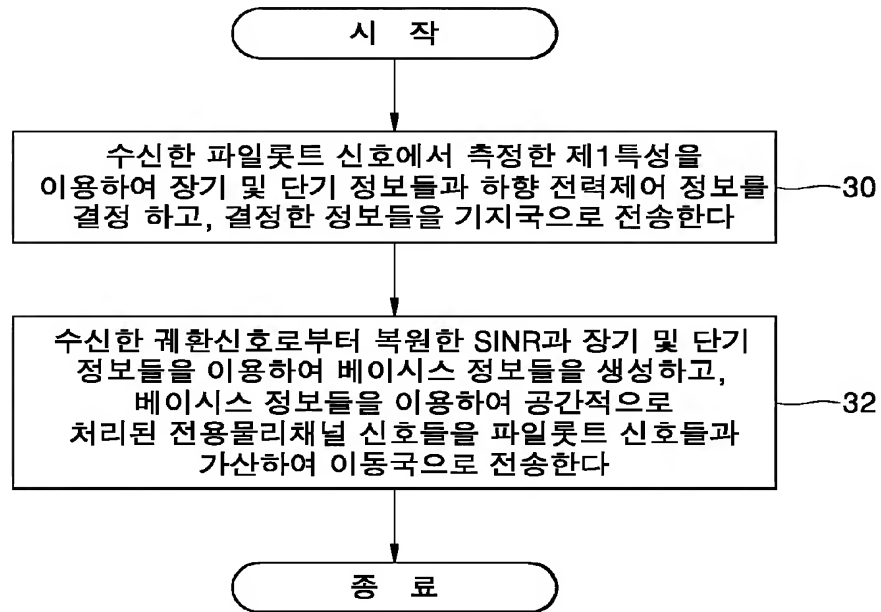 시 작
수신한 파일롯트 신호에서 측정한 제1특성을
이용하여 장기 및 단기 정보들과 하향 전력제어 정보를
결정 하고, 결정한 정보들을 기지국으로 전송한다
30
수신한 궤환신호로부터 복원한 SINR과 장기 및 단기
정보들을 이용하여 베이시스 정보들을 생성하고,
베이시스 정보들을 이용하여 공간적으로
처리된 전용물리채널 신호들을 파일롯트 신호들과
가산하여 이동국으로 전송한다
32
종 료